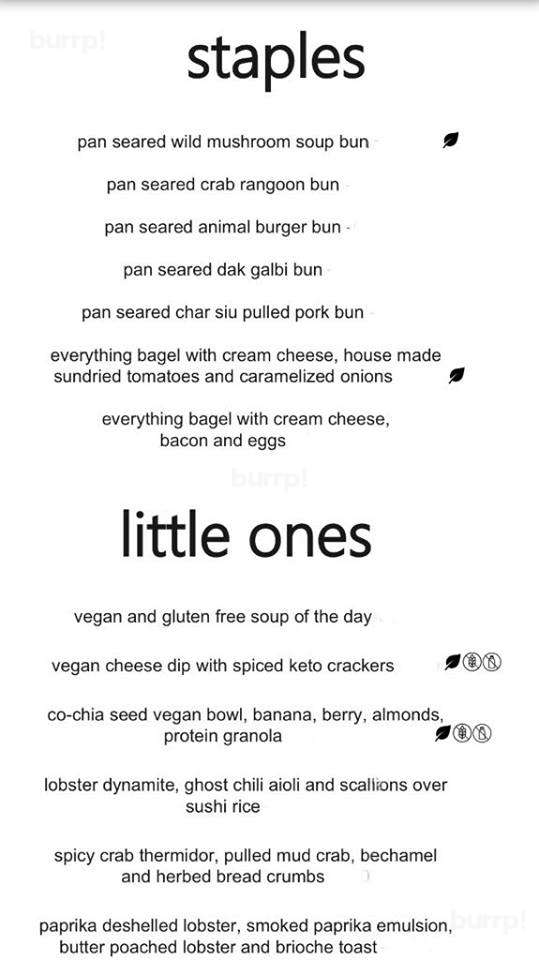 burrp!
staples
pan seared wild mushroom soup bun
pan seared crab rangoon bun
pan seared animal burger bun -
pan seared dak galbi bun
pan seared char siu pulled pork bun
everything bagel with cream cheese, house made
sundried tomatoes and caramelized onions
everything bagel with cream cheese,
bacon and eggs
burrp!
little ones
vegan and gluten free soup of the day
vegan cheese dip with spiced keto crackers
co-chia seed vegan bowl, banana, berry, almonds,
protein granola
lobster dynamite, ghost chili aioli and scallions over
sushi rice
spicy crab thermidor, pulled mud crab, bechamel
and herbed bread crumbs
paprika deshelled lobster, smoked paprika emulsion,
burrp!
butter poached lobster and brioche toast